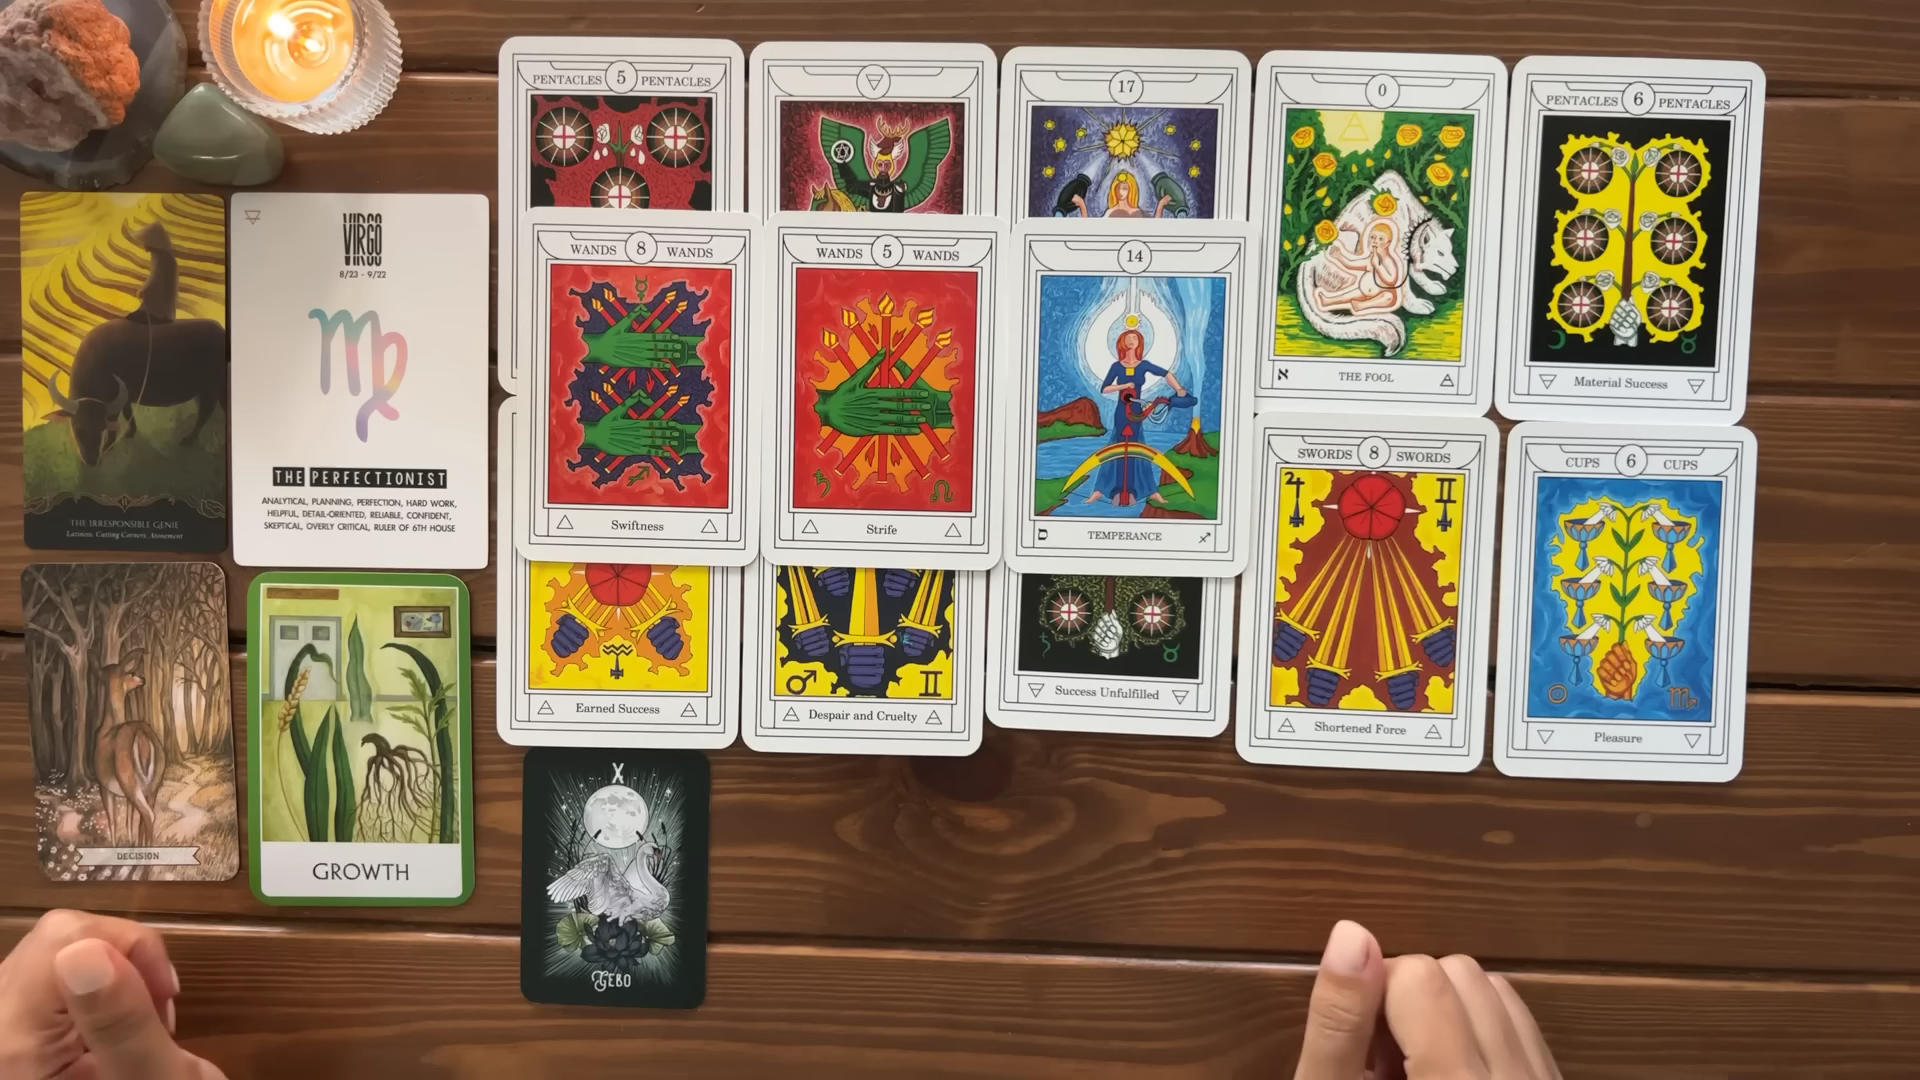 PENTACLES 5 PENTACLES
17
0
PENTACLES 6 PENTACLES
THE FOOL
א
Material Success
VIRGO
8/23 - 9/22
THE PERFECTIONIST
ANALYTICAL, PLANNING, PERFECTION, HARD WORK,
HELPFUL, DETAIL-ORIENTED, RELIABLE, CONFIDENT,
SKEPTICAL, OVERLY CRITICAL, RULER OF 6TH HOUSE
THE IRRESPONSIBLE GENIE
Laziness, Cutting Corners, Atonement
WANDS 8 WANDS
Swiftness
WANDS 5 WANDS
Strife
14
ס
TEMPERANCE
SWORDS 8 SWORDS
Shortened Force
CUPS 6 CUPS
Pleasure
Earned Success
Despair and Cruelty
Success Unfulfilled
DECISION
GROWTH
X
GEBO